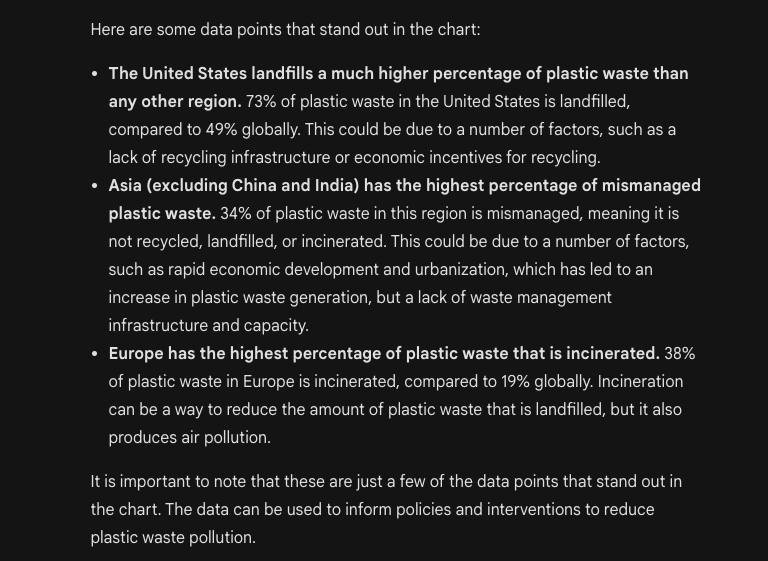 Here are some data points that stand out in the chart:
• The United States landfills a much higher percentage of plastic waste than
any other region. 73% of plastic waste in the United States is landfilled,
compared to 49% globally. This could be due to a number of factors, such as a
lack of recycling infrastructure or economic incentives for recycling.
• Asia (excluding China and India) has the highest percentage of mismanaged
plastic waste. 34% of plastic waste in this region is mismanaged, meaning it is
not recycled, landfilled, or incinerated. This could be due to a number of factors,
such as rapid economic development and urbanization, which has led to an
increase in plastic waste generation, but a lack of waste management
infrastructure and capacity.
• Europe has the highest percentage of plastic waste that is incinerated. 38%
of plastic waste in Europe is incinerated, compared to 19% globally. Incineration
can be a way to reduce the amount of plastic waste that is landfilled, but it also
produces air pollution.
It is important to note that these are just a few of the data points that stand out in
the chart. The data can be used to inform policies and interventions to reduce
plastic waste pollution.